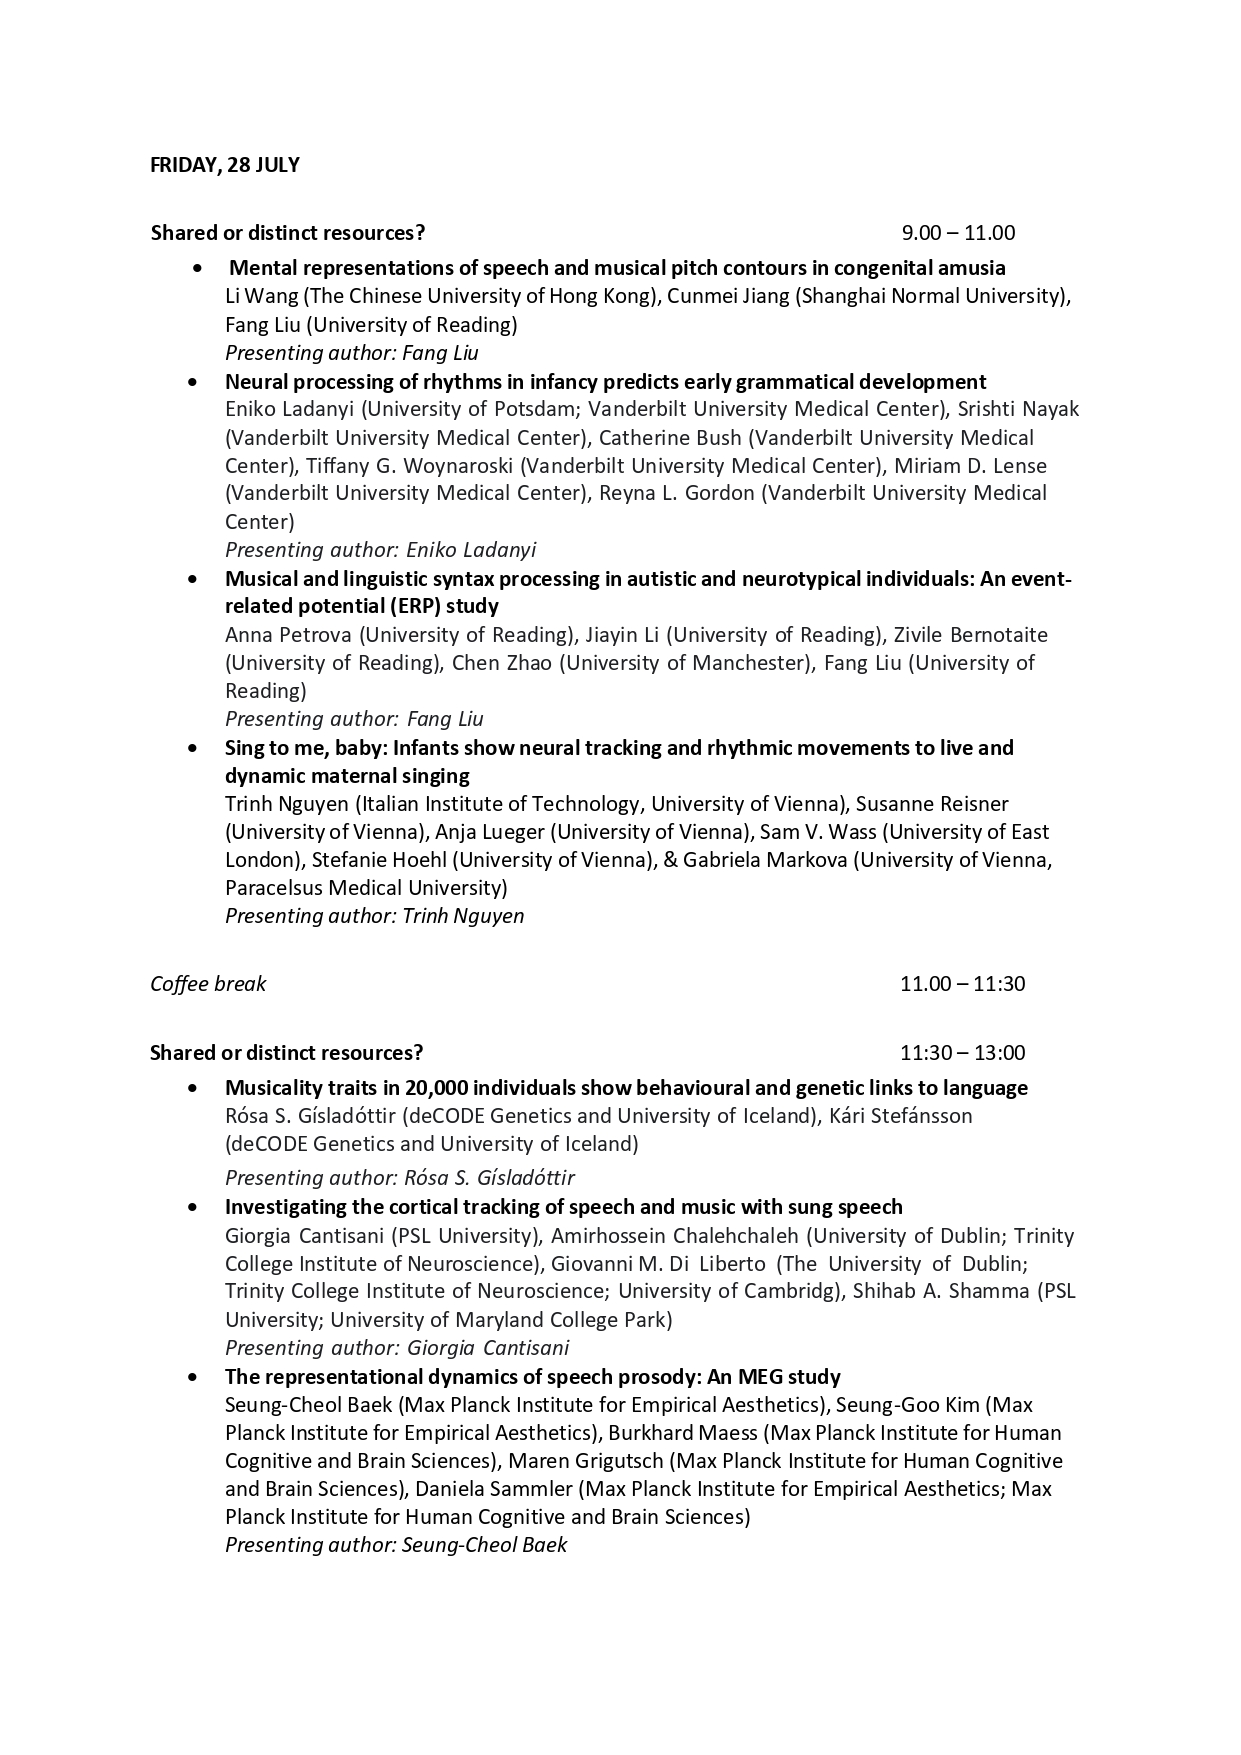 FRIDAY, 28 JULY
Shared or distinct resources? 9.00 – 11.00
• Mental representations of speech and musical pitch contours in congenital amusia
Li Wang (The Chinese University of Hong Kong), Cunmei Jiang (Shanghai Normal University),
Fang Liu (University of Reading)
Presenting author: Fang Liu
• Neural processing of rhythms in infancy predicts early grammatical development
Eniko Ladanyi (University of Potsdam; Vanderbilt University Medical Center), Srishti Nayak
(Vanderbilt University Medical Center), Catherine Bush (Vanderbilt University Medical
Center), Tiffany G. Woynaroski (Vanderbilt University Medical Center), Miriam D. Lense
(Vanderbilt University Medical Center), Reyna L. Gordon (Vanderbilt University Medical
Center)
Presenting author: Eniko Ladanyi
• Musical and linguistic syntax processing in autistic and neurotypical individuals: An event-
related potential (ERP) study
Anna Petrova (University of Reading), Jiayin Li (University of Reading), Zivile Bernotaite
(University of Reading), Chen Zhao (University of Manchester), Fang Liu (University of
Reading)
Presenting author: Fang Liu
• Sing to me, baby: Infants show neural tracking and rhythmic movements to live and
dynamic maternal singing
Trinh Nguyen (Italian Institute of Technology, University of Vienna), Susanne Reisner
(University of Vienna), Anja Lueger (University of Vienna), Sam V. Wass (University of East
London), Stefanie Hoehl (University of Vienna), & Gabriela Markova (University of Vienna,
Paracelsus Medical University)
Presenting author: Trinh Nguyen
Coffee break 11.00 – 11:30
Shared or distinct resources? 11:30 – 13:00
• Musicality traits in 20,000 individuals show behavioural and genetic links to language
Rósa S. Gísladóttir (deCODE Genetics and University of Iceland), Kári Stefánsson
(deCODE Genetics and University of Iceland)
Presenting author: Rósa S. Gísladóttir
• Investigating the cortical tracking of speech and music with sung speech
Giorgia Cantisani (PSL University), Amirhossein Chalehchaleh (University of Dublin; Trinity
College Institute of Neuroscience), Giovanni M. Di Liberto (The University of Dublin;
Trinity College Institute of Neuroscience; University of Cambridg), Shihab A. Shamma (PSL
University; University of Maryland College Park)
Presenting author: Giorgia Cantisani
• The representational dynamics of speech prosody: An MEG study
Seung-Cheol Baek (Max Planck Institute for Empirical Aesthetics), Seung-Goo Kim (Max
Planck Institute for Empirical Aesthetics), Burkhard Maess (Max Planck Institute for Human
Cognitive and Brain Sciences), Maren Grigutsch (Max Planck Institute for Human Cognitive
and Brain Sciences), Daniela Sammler (Max Planck Institute for Empirical Aesthetics; Max
Planck Institute for Human Cognitive and Brain Sciences)
Presenting author: Seung-Cheol Baek